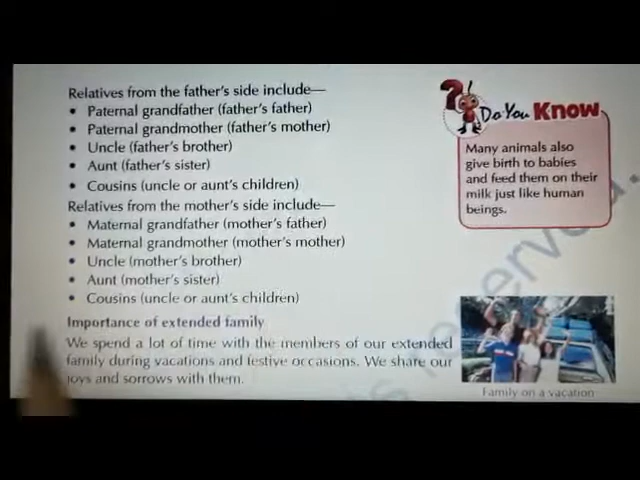 Relatives from the father's side include—
• Paternal grandfather (father's father)
• Paternal grandmother (father's mother)
• Uncle (father's brother)
• Aunt (father's sister)
• Cousins (uncle or aunt's children)
Relatives from the mother's side include—
• Maternal grandfather (mother's father)
• Maternal grandmother (mother's mother)
• Uncle (mother's brother)
• Aunt (mother's sister)
• Cousins (uncle or aunt's children)
Importance of extended family
We spend a lot of time with the members of our extended
family during vacations and festive occasions. We share our
joys and sorrows with them.
Do You Know
Many animals also
give birth to babies
and feed them on their
milk just like human
beings.
Family on a vacation